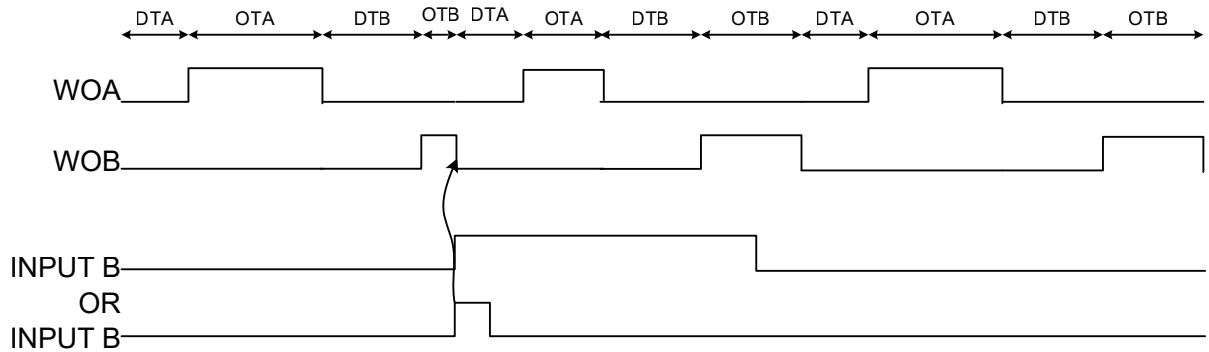 DTA OTA DTB OTB DTA OTA DTB OTB DTA OTA DTB OTB
WOA
WOB
INPUT B
OR
INPUT B